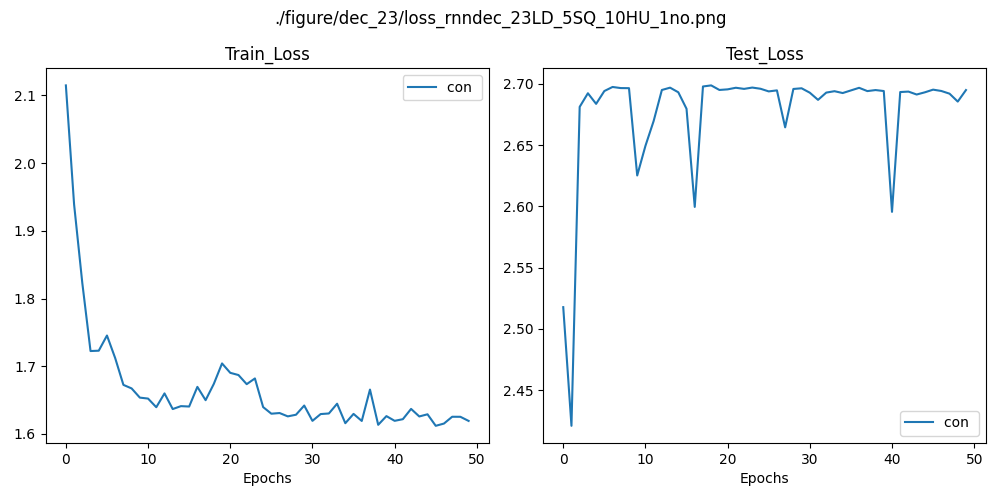 ./figure/dec_23/loss_rnndec_23LD_5SQ_10HU_1no.png
Train_Loss
con
2.1
2.0
1.9
1.8
1.7
1.6
0 10 20 30 40 50
Epochs
Test_Loss
2.70
2.65
2.60
2.55
2.50
2.45
con
0 10 20 30 40 50
Epochs